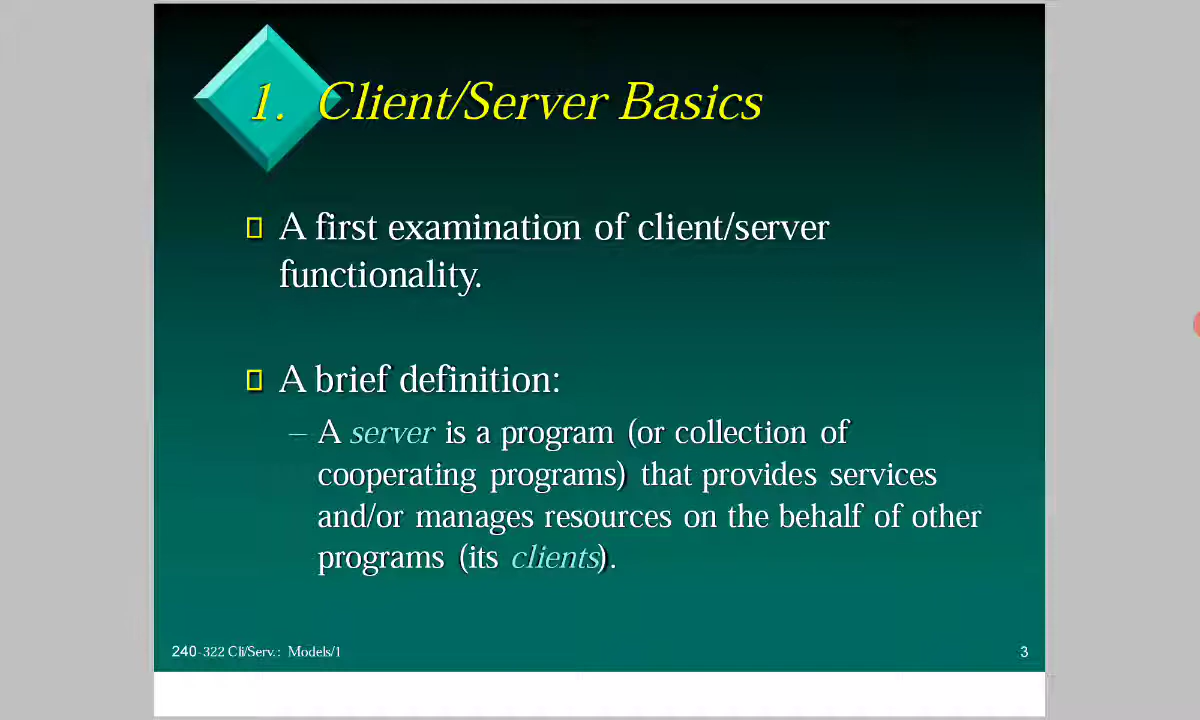 1. Client/Server Basics
A first examination of client/server
functionality.
A brief definition:
– A server is a program (or collection of
cooperating programs) that provides services
and/or manages resources on the behalf of other
programs (its clients).
240-322 Cli/Serv.: Models/1
3